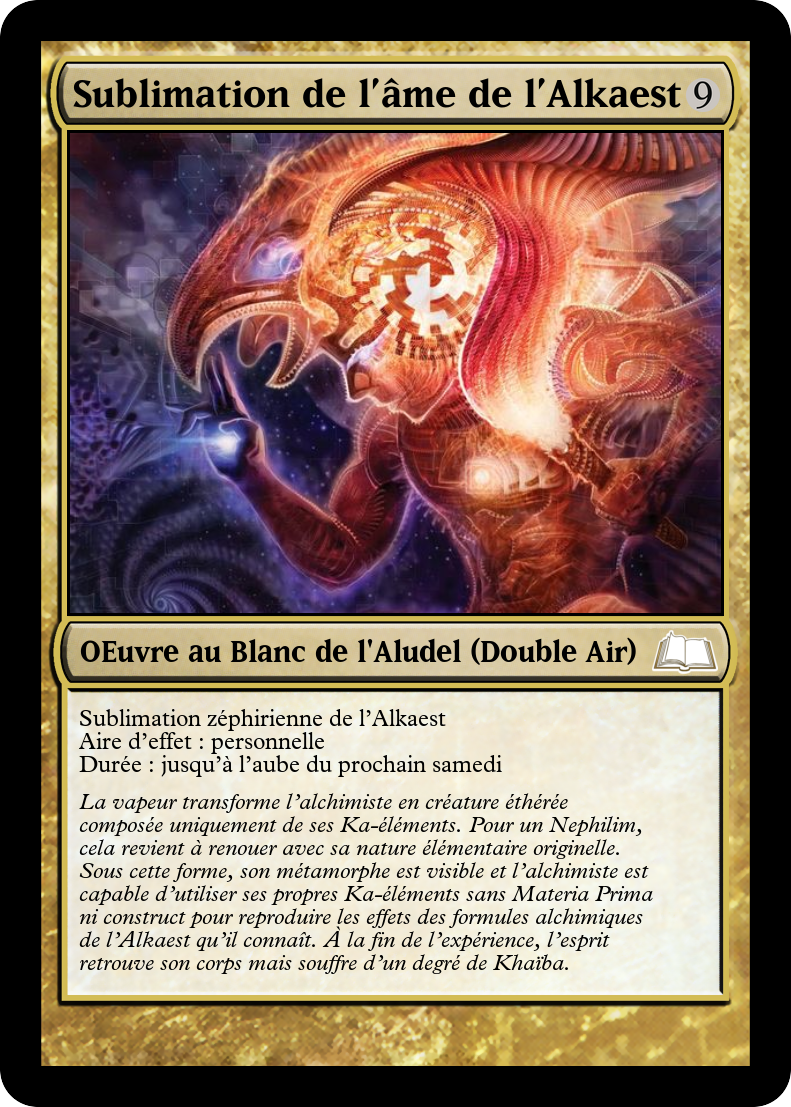 Sublimation de l'âme de l'Alkaest 9
OEuvre au Blanc de l'Aludel (Double Air)
Sublimation zéphirienne de l'Alkaest
Aire d'effet : personnelle
Durée : jusqu'à l'aube du prochain samedi
La vapeur transforme l'alchimiste en créature éthérée
composée uniquement de ses Ka-éléments. Pour un Nephilim,
cela revient à renouer avec sa nature élémentaire originelle.
Sous cette forme, son métamorphe est visible et l'alchimiste est
capable d'utiliser ses propres Ka-éléments sans Materia Prima
ni construct pour reproduire les effets des formules alchimiques
de l'Alkaest qu'il connaît. À la fin de l'expérience, l'esprit
retrouve son corps mais souffre d'un degré de Khaïba.